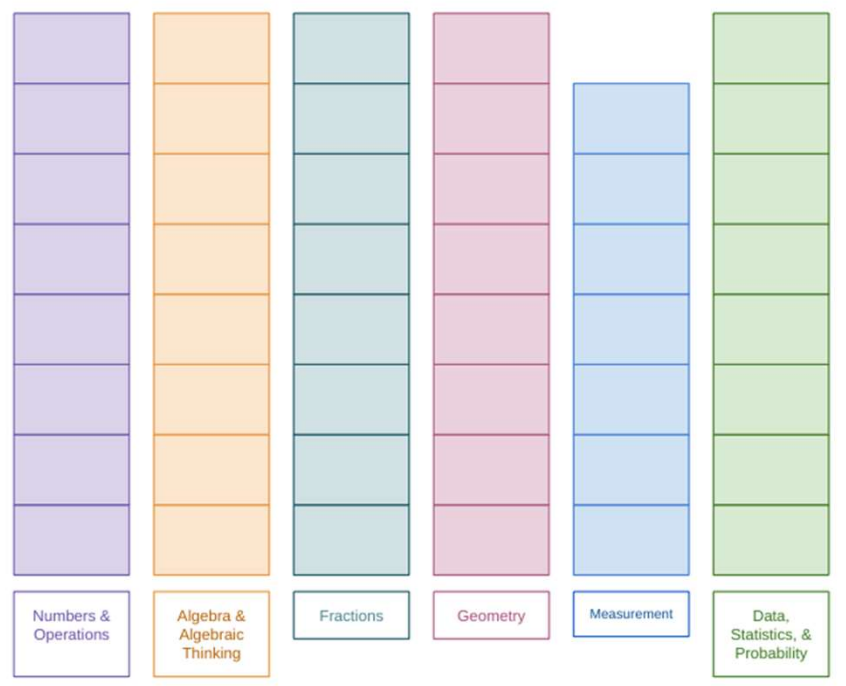 Numbers &
Operations
Algebra &
Algebraic
Thinking
Fractions
Geometry
Measurement
Data,
Statistics, &
Probability